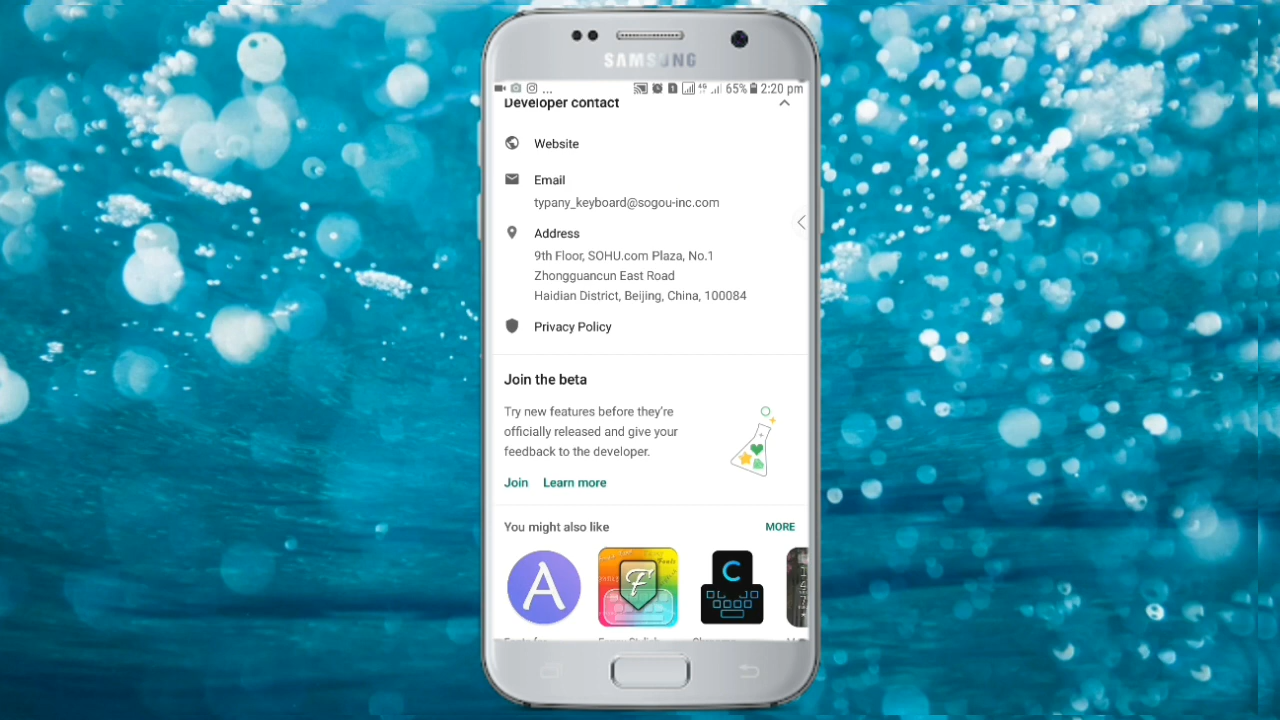 SAMSUNG
... 4G 65% 2:20 pm
Developer contact
Website
Email
typany_keyboard@sogou-inc.com
Address
9th Floor, SOHU.com Plaza, No.1
Zhongguancun East Road
Haidian District, Beijing, China, 100084
Privacy Policy
Join the beta
Try new features before they're
officially released and give your
feedback to the developer.
Join Learn more
You might also like MORE
A F C